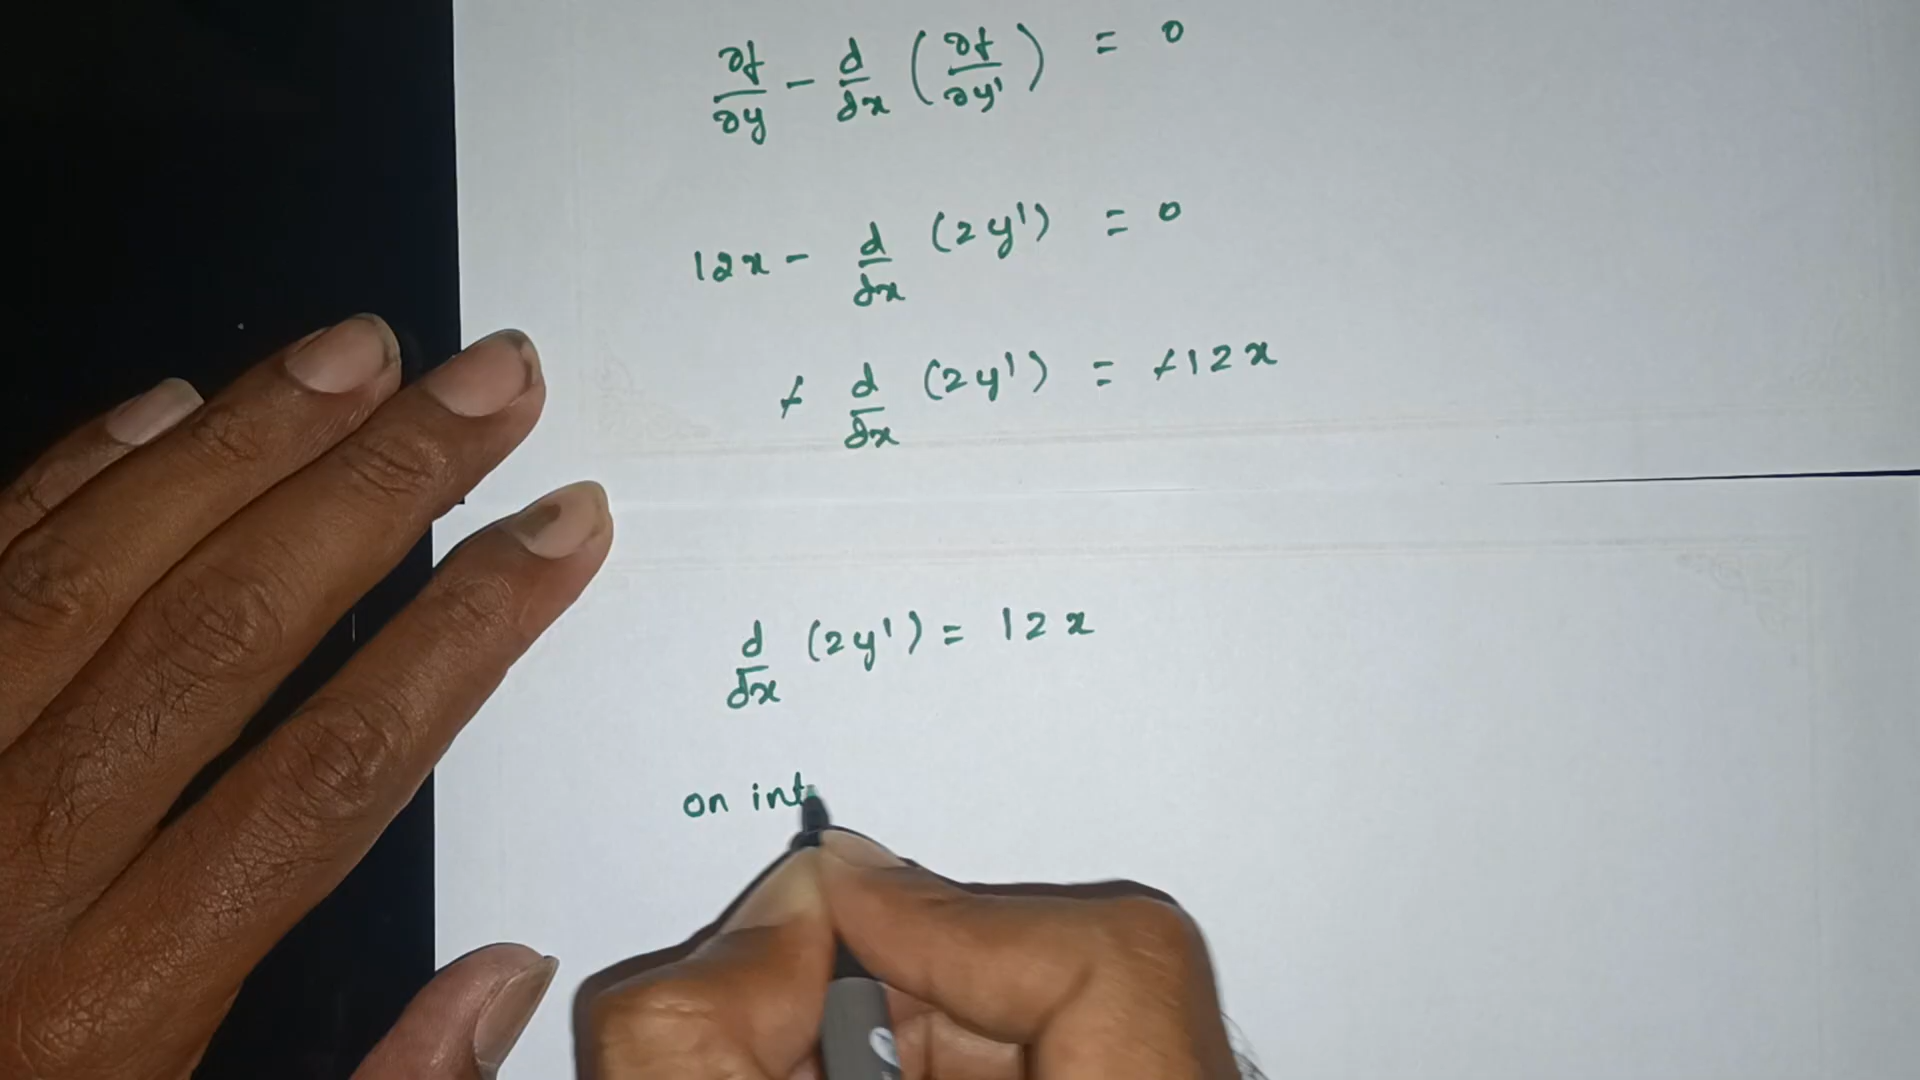 ∂f/∂y - d/dx (∂f/∂y') = 0
12x - d/dx (2y') = 0
≁ d/dx (2y') = ≁12x
d/dx (2y') = 12x
on int